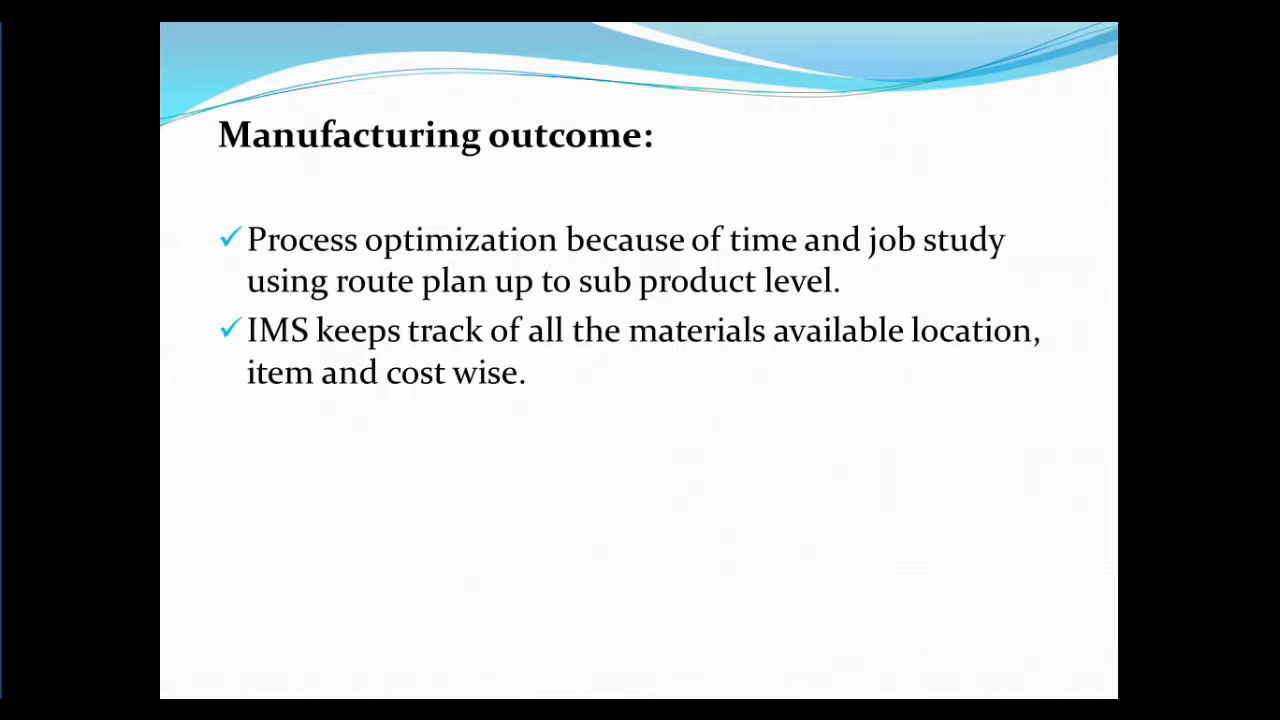 Manufacturing outcome:
Process optimization because of time and job study
using route plan up to sub product level.
IMS keeps track of all the materials available location,
item and cost wise.